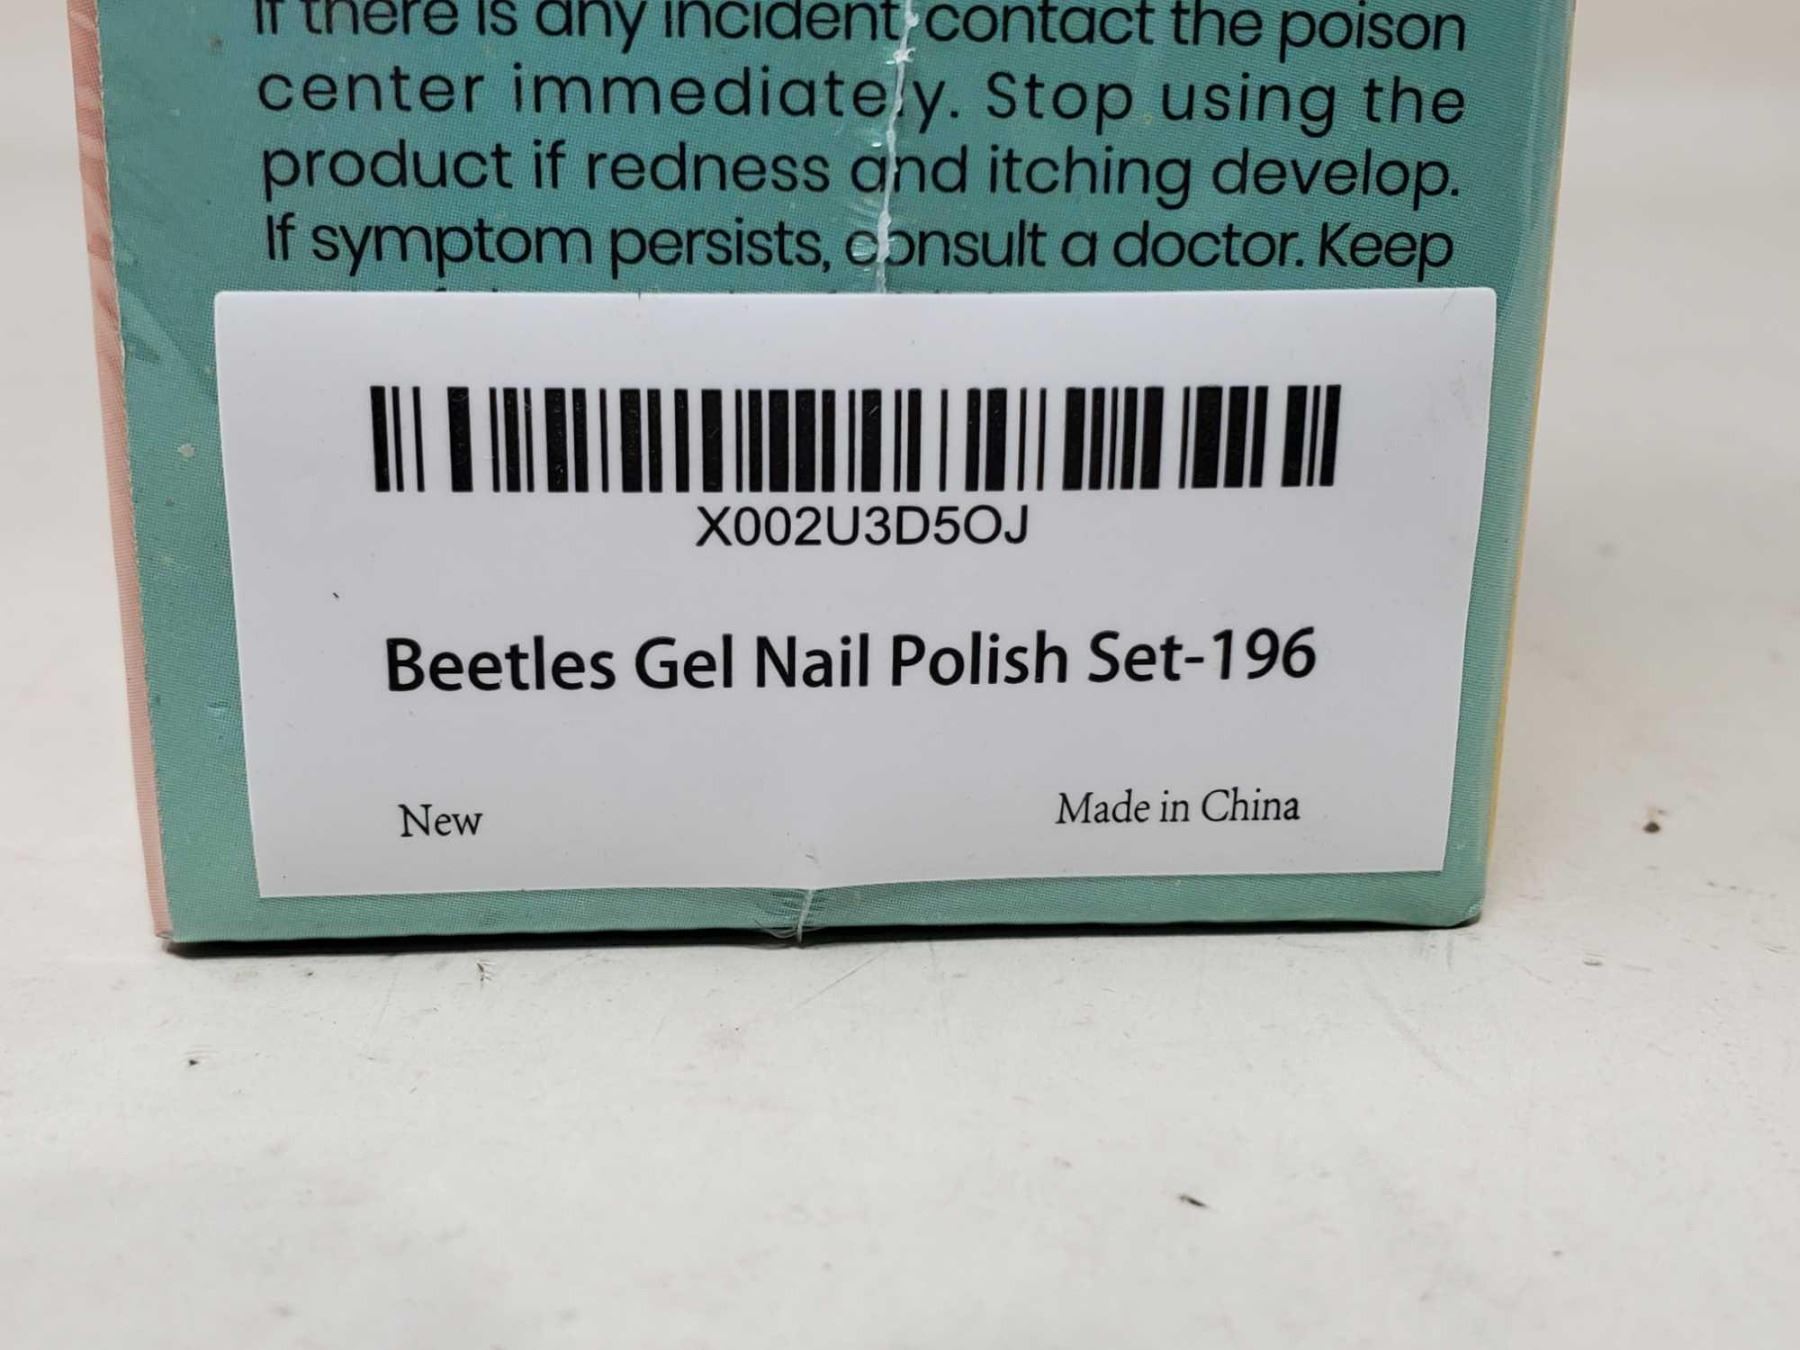 If there is any incident contact the poison
center immediately. Stop using the
product if redness and itching develop.
If symptom persists, consult a doctor. Keep
X002U3D5OJ
Beetles Gel Nail Polish Set-196
New
Made in China